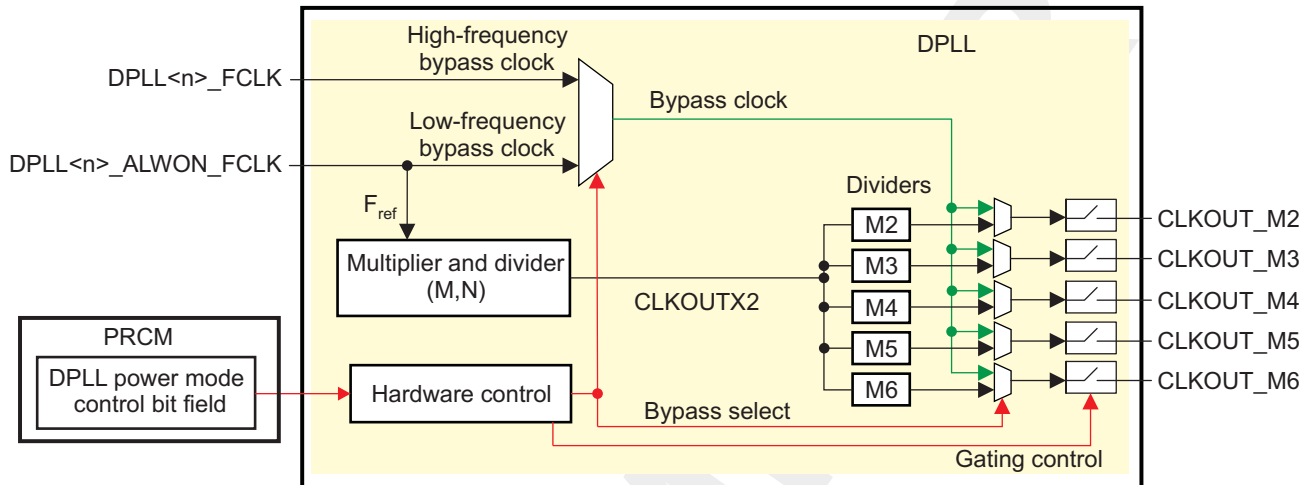 High-frequency
bypass clock
DPLL
DPLL<n>_FCLK
Bypass clock
Low-frequency
bypass clock
DPLL<n>_ALWON_FCLK
Dividers
Fref
M2
CLKOUT_M2
Multiplier and divider
(M,N)
M3
CLKOUT_M3
CLKOUTX2
M4
CLKOUT_M4
PRCM
M5
CLKOUT_M5
DPLL power mode
control bit field
Hardware control
M6
CLKOUT_M6
Bypass select
Gating control